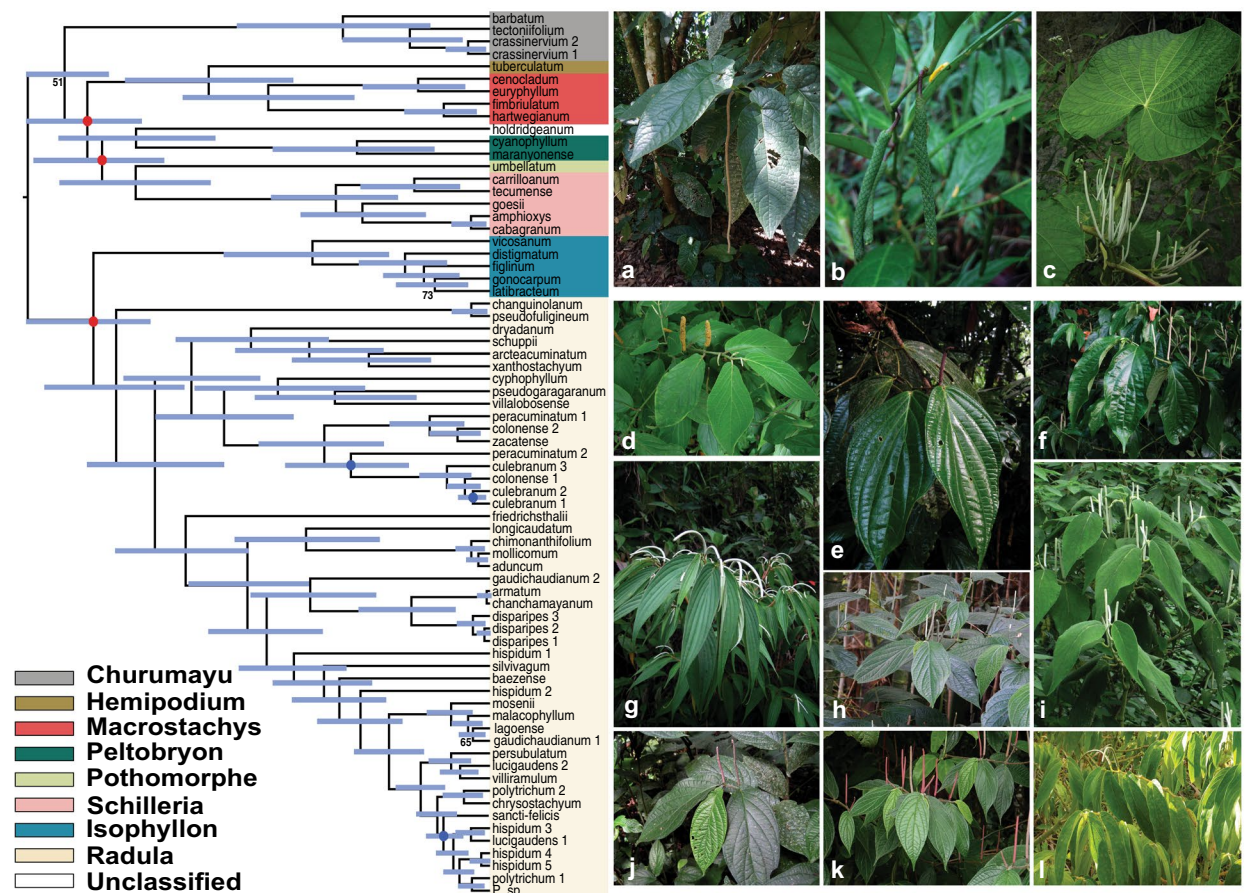 barbatum
tectoniifolium
crassinervium 2
crassinervium 1
tuberculatum
cenocladum
euryphyllum
fimbriulatum
hartwegianum
holdridgeanum
cyanophyllum
maranyonense
umbellatum
carrilloanum
tecumense
goesii
amphioxys
cabagranum
vicosanum
distigmatum
figlinum
gonocarpum
latibracteum
changuinolanum
pseudofuligineum
dryadanum
schuppii
arcteacuminatum
xanthostachyum
cyphophyllum
pseudogaragaranum
villalobosense
peracuminatum 1
colonense 2
zacatense
peracuminatum 2
culebranum 3
colonense 1
culebranum 2
culebranum 1
friedrichsthalii
longicaudatum
chimonanthifolium
mollicomum
aduncum
gaudichaudianum 2
armatum
chanchamayanum
disparipes 3
disparipes 2
disparipes 1
hispidum 1
silvivagum
baezense
hispidum 2
mosenii
malacophyllum
lagoense
gaudichaudianum 1
persubulatum
lucigaudens 2
villiramulum
polytrichum 2
chrysostachyum
sancti-felicis
hispidum 3
lucigaudens 1
hispidum 4
hispidum 5
polytrichum 1
P. sp
51
73
65
Churumayu
Hemipodium
Macrostachys
Peltobryon
Pothomorphe
Schilleria
Isophyllon
Radula
Unclassified
a
b
c
d
e
f
g
h
i
j
k
l